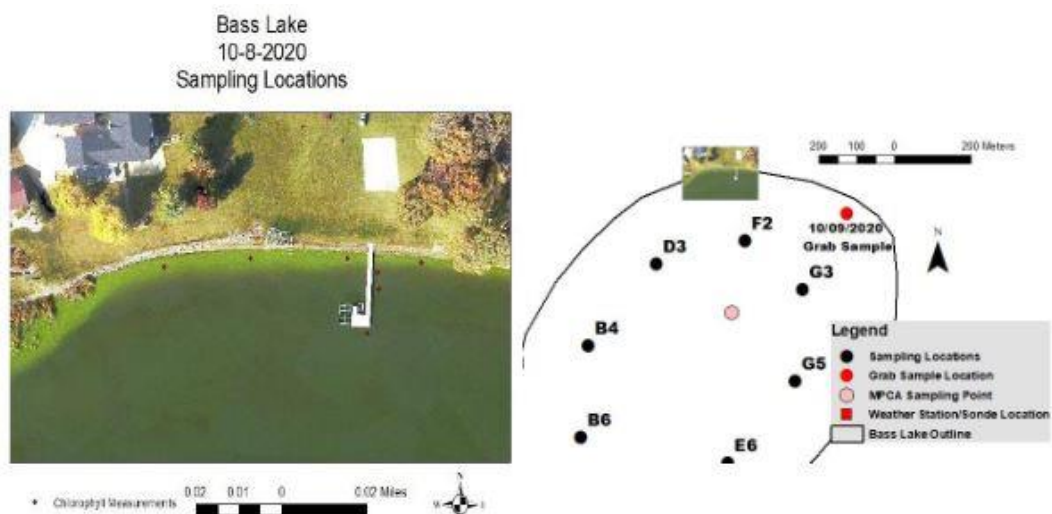 Bass Lake
10-8-2020
Sampling Locations
Chlorophyll Measurements
0.02 0.01 0 0.02 Miles
N
W
E
S
200 100 0 200 Meters
N
10/09/2020
Grab Sample
F2
D3
G3
B4
G5
B6
E6
Legend
Sampling Locations
Grab Sample Location
MPCA Sampling Point
Weather Station/Sonde Location
Bass Lake Outline